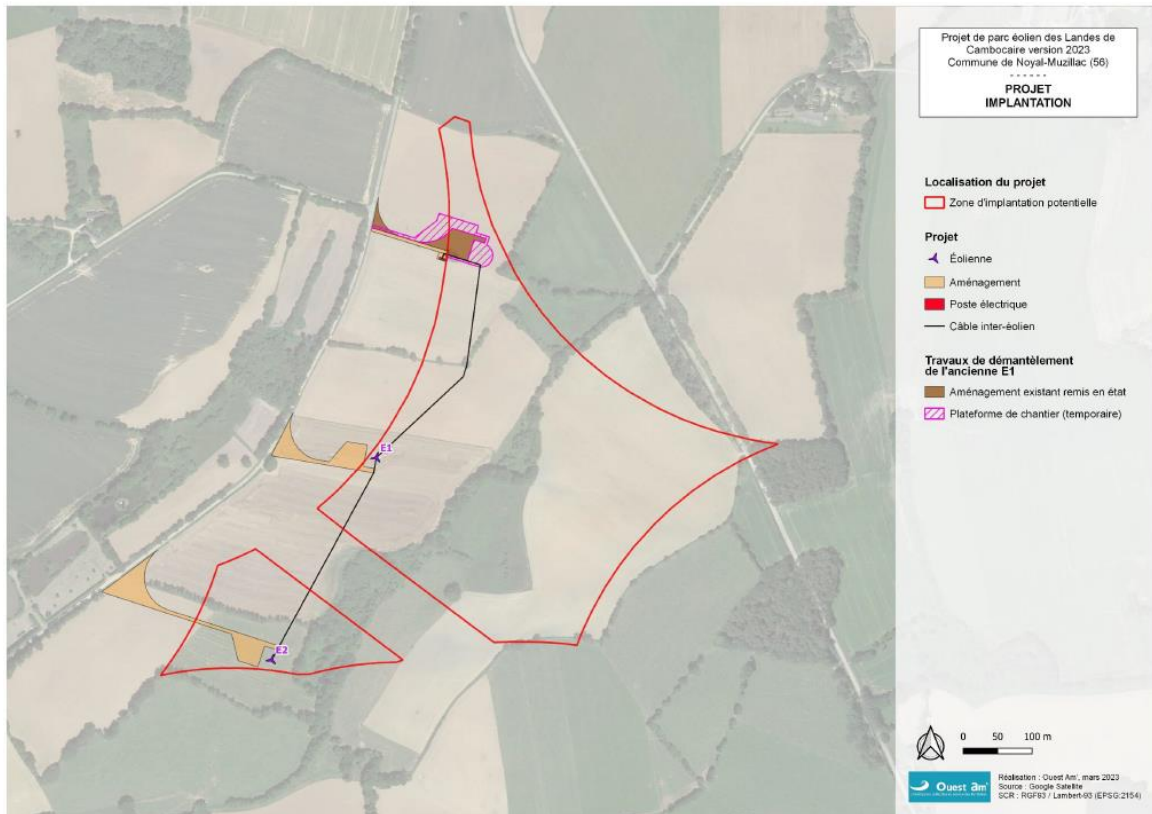 Projet de parc éolien des Landes de
Cambocaire version 2023
Commune de Noyal-Muzillac (56)
------
PROJET
IMPLANTATION
Localisation du projet
Zone d'implantation potentielle
Projet
Éolienne
Aménagement
Poste électrique
Câble inter-éolien
Travaux de démantèlement
de l'ancienne E1
Aménagement existant remis en état
Plateforme de chantier (temporaire)
E1
E2
0 50 100 m
Ouest Am'
Réalisation : Ouest Am', mars 2023
Source : Google Satellite
SCR : RGF93 / Lambert-93 (EPSG:2154)